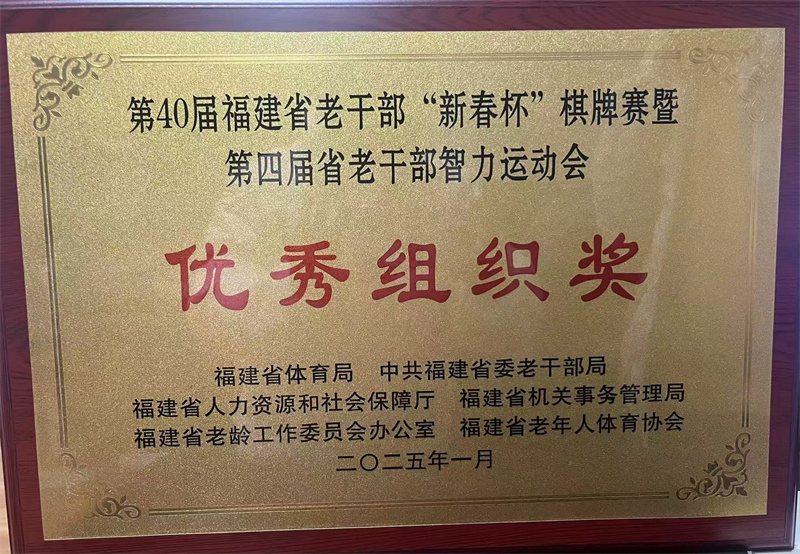 第40届福建省老干部“新春杯”棋牌赛暨
第四届省老干部智力运动会
优秀组织奖
福建省体育局 中共福建省委老干部局
福建省人力资源和社会保障厅 福建省机关事务管理局
福建省老龄工作委员会办公室 福建省老年人体育协会
二〇二五年一月